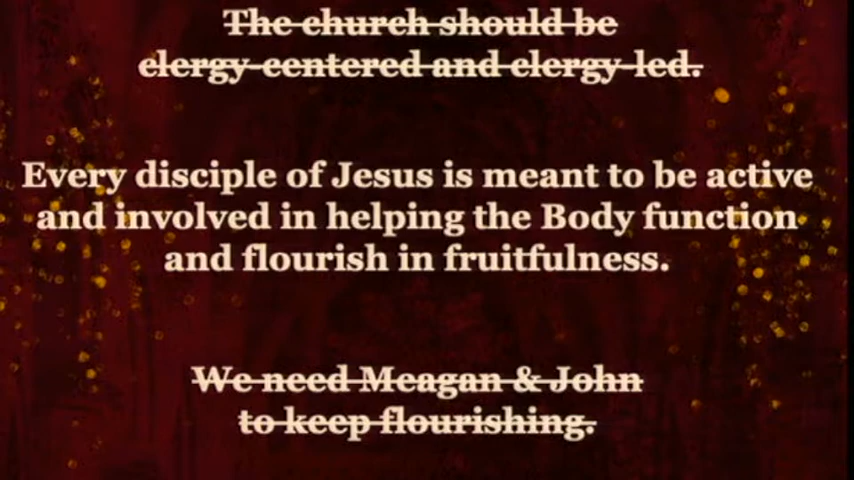 The church should be
clergy-centered and clergy-led.
Every disciple of Jesus is meant to be active
and involved in helping the Body function
and flourish in fruitfulness.
We need Meagan & John
to keep flourishing.